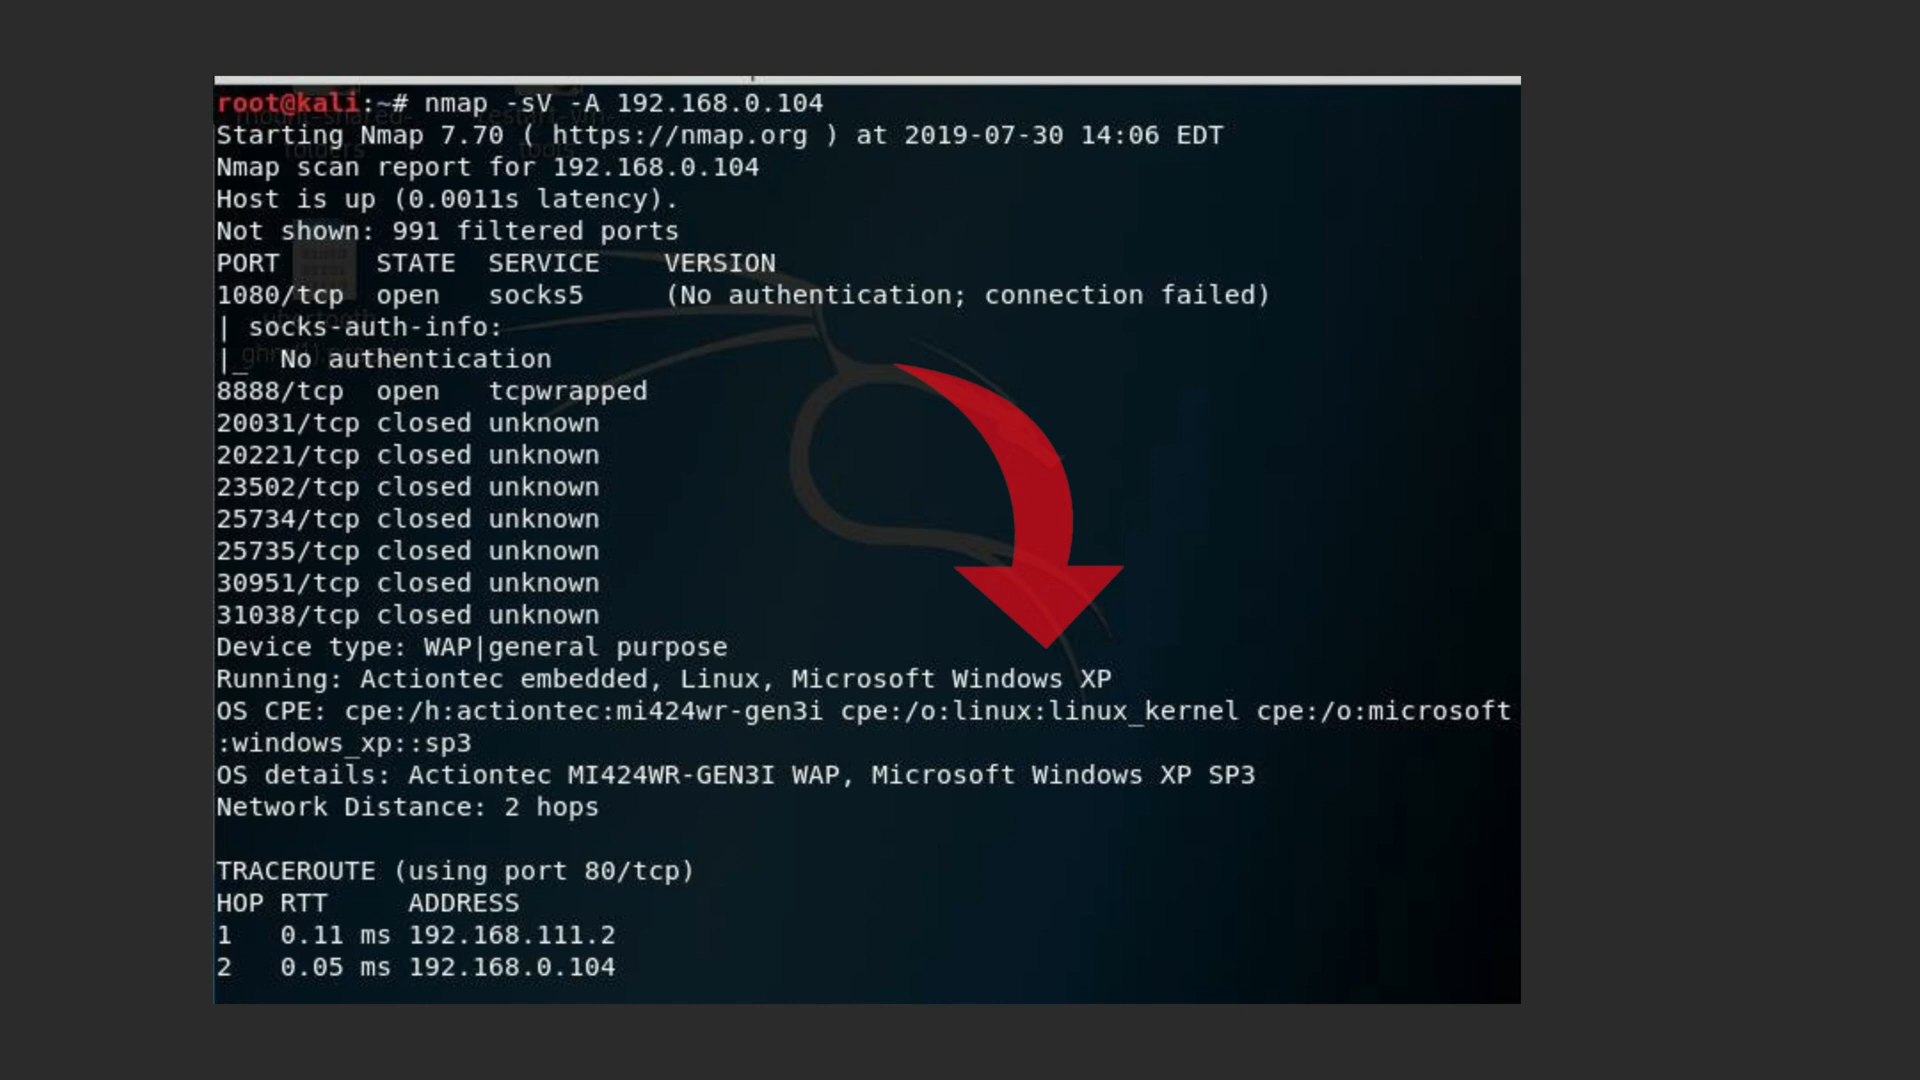 root@kali:~# nmap -sV -A 192.168.0.104
Starting Nmap 7.70 ( https://nmap.org ) at 2019-07-30 14:06 EDT
Nmap scan report for 192.168.0.104
Host is up (0.0011s latency).
Not shown: 991 filtered ports
PORT      STATE  SERVICE    VERSION
1080/tcp  open   socks5     (No authentication; connection failed)
| socks-auth-info:
|_  No authentication
8888/tcp  open   tcpwrapped
20031/tcp closed unknown
20221/tcp closed unknown
23502/tcp closed unknown
25734/tcp closed unknown
25735/tcp closed unknown
30951/tcp closed unknown
31038/tcp closed unknown
Device type: WAP|general purpose
Running: Actiontec embedded, Linux, Microsoft Windows XP
OS CPE: cpe:/h:actiontec:mi424wr-gen3i cpe:/o:linux:linux_kernel cpe:/o:microsoft
:windows_xp::sp3
OS details: Actiontec MI424WR-GEN3I WAP, Microsoft Windows XP SP3
Network Distance: 2 hops
TRACEROUTE (using port 80/tcp)
HOP RTT     ADDRESS
1   0.11 ms 192.168.111.2
2   0.05 ms 192.168.0.104